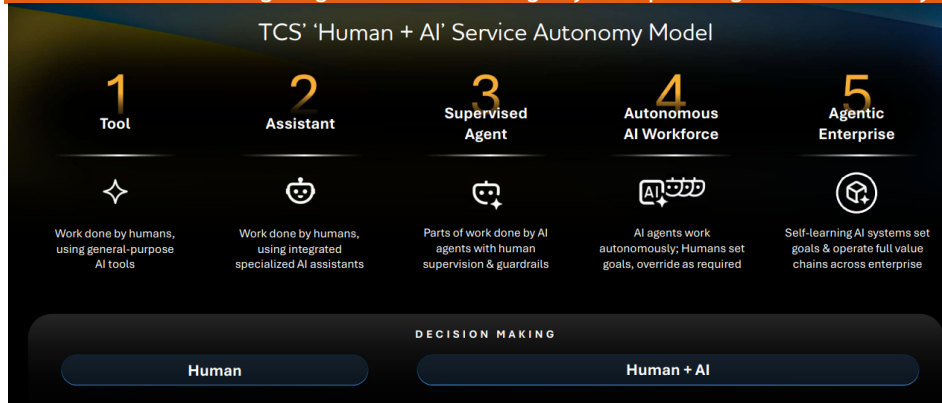 TCS' 'Human + AI' Service Autonomy Model
1
Tool
Work done by humans,
using general-purpose
AI tools
2
Assistant
Work done by humans,
using integrated
specialized AI assistants
3
Supervised
Agent
Parts of work done by AI
agents with human
supervision & guardrails
4
Autonomous
AI Workforce
AI
AI agents work
autonomously; Humans set
goals, override as required
5
Agentic
Enterprise
Self-learning AI systems set
goals & operate full value
chains across enterprise
DECISION MAKING
Human
Human + AI